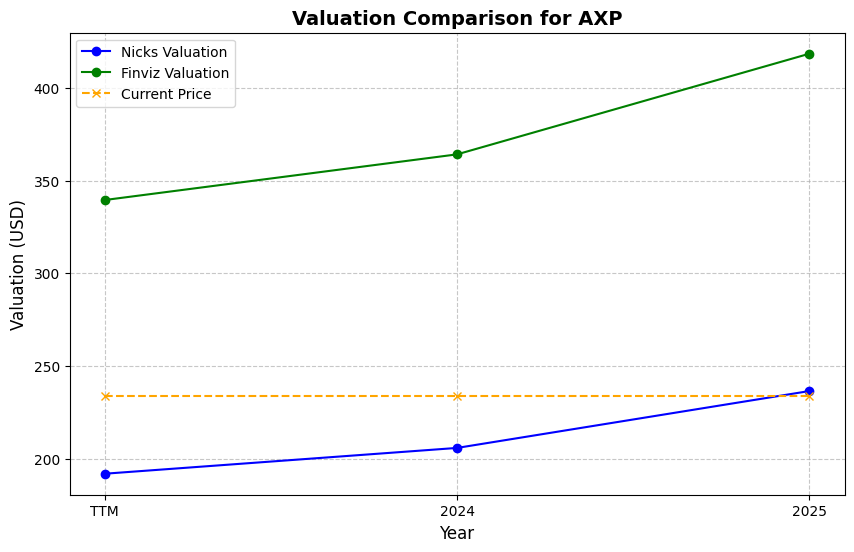 Valuation Comparison for AXP
Nicks Valuation
Finviz Valuation
Current Price
Valuation (USD)
400
350
300
250
200
TTM 2024 2025
Year